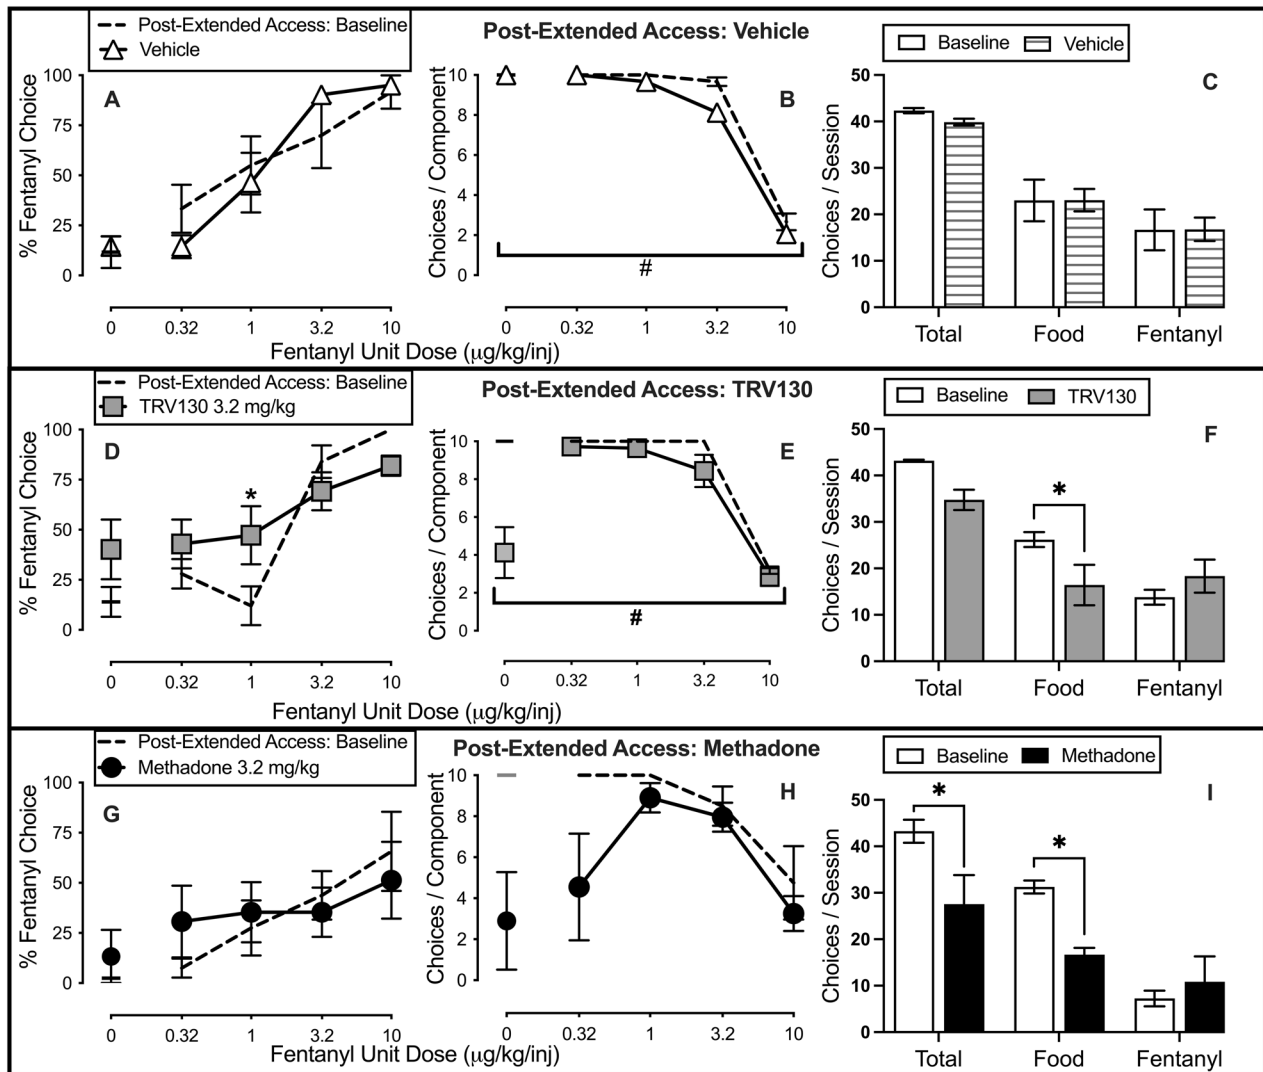 Post-Extended Access: Baseline
Vehicle
Post-Extended Access: Vehicle
Baseline Vehicle
A
% Fentanyl Choice
100
75
50
25
0
0 0.32 1 3.2 10
B
Choices / Component
10
8
6
4
2
0
#
0 0.32 1 3.2 10
Fentanyl Unit Dose (μg/kg/inj)
C
Choices / Session
50
40
30
20
10
0
Total Food Fentanyl
Post-Extended Access: Baseline
TRV130 3.2 mg/kg
Post-Extended Access: TRV130
Baseline TRV130
D
% Fentanyl Choice
100
75
50
25
0
*
0 0.32 1 3.2 10
E
Choices / Component
10
8
6
4
2
0
#
0 0.32 1 3.2 10
Fentanyl Unit Dose (μg/kg/inj)
F
Choices / Session
50
40
30
20
10
0
*
Total Food Fentanyl
Post-Extended Access: Baseline
Methadone 3.2 mg/kg
Post-Extended Access: Methadone
Baseline Methadone
G
% Fentanyl Choice
100
75
50
25
0
0 0.32 1 3.2 10
H
Choices / Component
10
8
6
4
2
0
0 0.32 1 3.2 10
Fentanyl Unit Dose (μg/kg/inj)
I
Choices / Session
50
40
30
20
10
0
*
*
Total Food Fentanyl